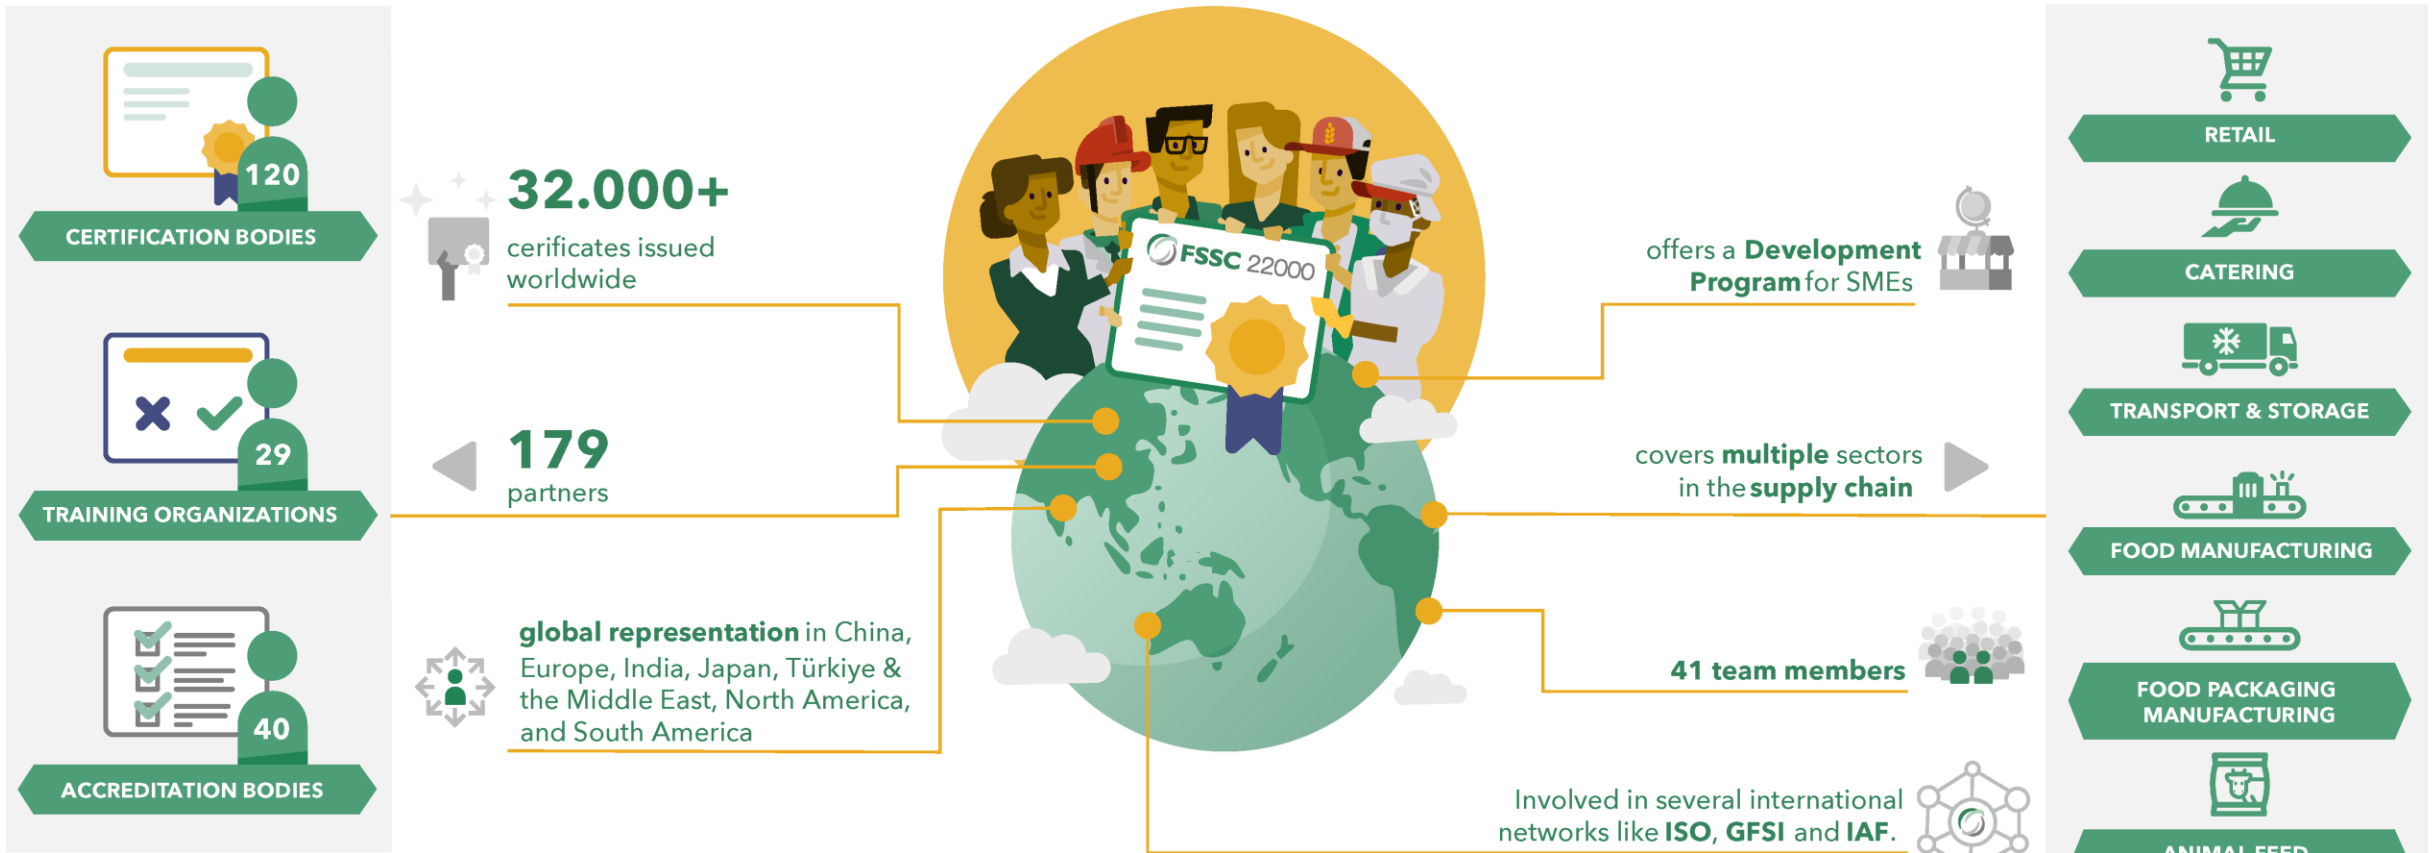 120
CERTIFICATION BODIES
29
TRAINING ORGANIZATIONS
40
ACCREDITATION BODIES
32.000+
cerificates issued
worldwide
179
partners
global representation in China,
Europe, India, Japan, Türkiye &
the Middle East, North America,
and South America
FSSC 22000
offers a Development
Program for SMEs
covers multiple sectors
in the supply chain
41 team members
Involved in several international
networks like ISO, GFSI and IAF.
RETAIL
CATERING
TRANSPORT & STORAGE
FOOD MANUFACTURING
FOOD PACKAGING
MANUFACTURING
ANIMAL FEED